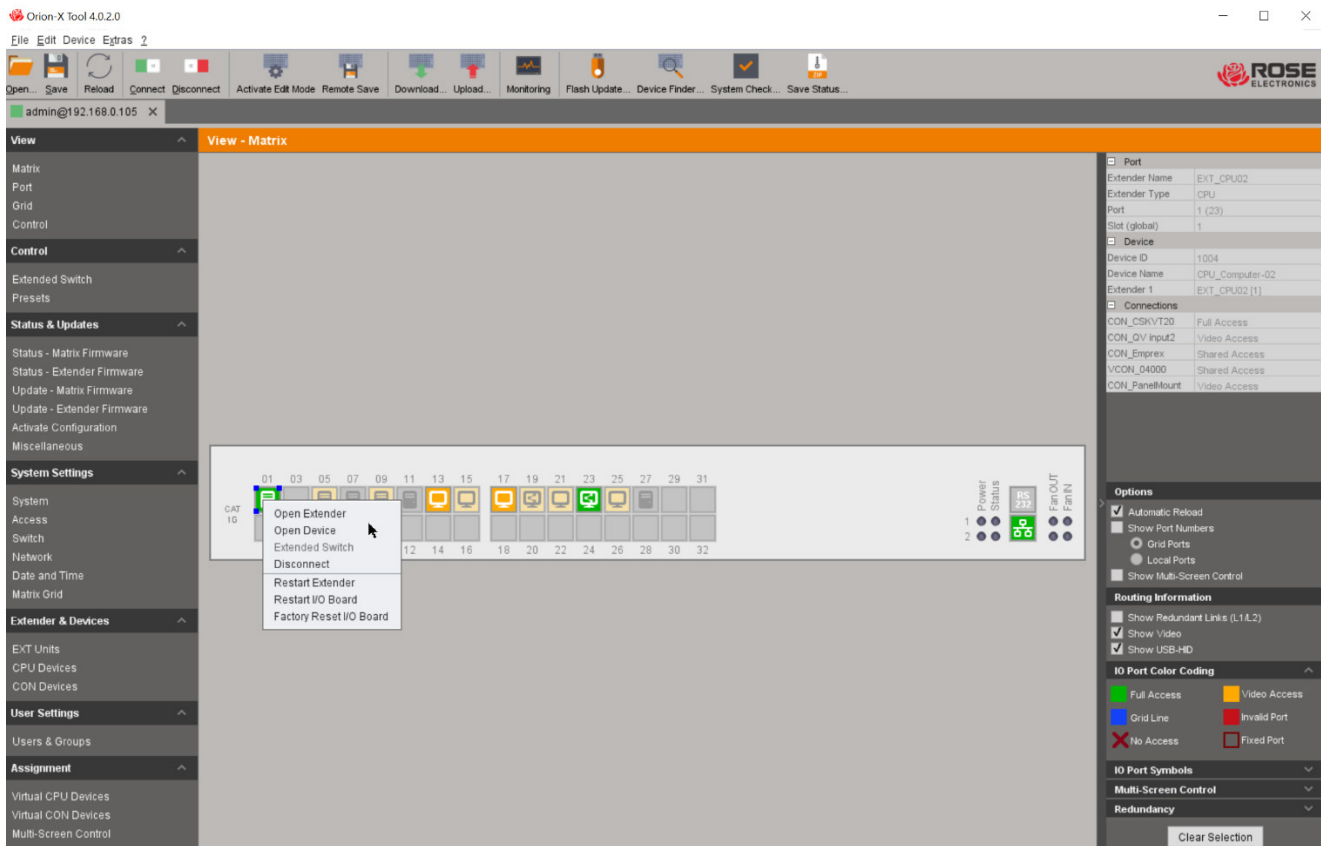 Orion-X Tool 4.0.2.0
File Edit Device Extras ?
Open... Save Reload Connect Disconnect Activate Edit Mode Remote Save Download... Upload... Monitoring Flash Update... Device Finder... System Check... Save Status...
ZIP
ROSE
ELECTRONICS
admin@192.168.0.105
View
Matrix
Port
Grid
Control
Control
Extended Switch
Presets
Status & Updates
Status - Matrix Firmware
Status - Extender Firmware
Update - Matrix Firmware
Update - Extender Firmware
Activate Configuration
Miscellaneous
System Settings
System
Access
Switch
Network
Date and Time
Matrix Grid
Extender & Devices
EXT Units
CPU Devices
CON Devices
User Settings
Users & Groups
Assignment
Virtual CPU Devices
Virtual CON Devices
Multi-Screen Control
View - Matrix
01 03 05 07 09 11 13 15 17 19 21 23 25 27 29 31
CAT
1G
12 14 16 18 20 22 24 26 28 30 32
Open Extender
Open Device
Extended Switch
Disconnect
Restart Extender
Restart I/O Board
Factory Reset I/O Board
Power
Status
1
2
RS
232
Fan OUT
Fan IN
Port
Extender Name EXT_CPU02
Extender Type CPU
Port 1 (23)
Slot (global) 1
Device
Device ID 1004
Device Name CPU_Computer-02
Extender 1 EXT_CPU02 [1]
Connections
CON_CSKVT20 Full Access
CON_QV input2 Video Access
CON_Emprex Shared Access
VCON_04000 Shared Access
CON_PanelMount Video Access
Options
Automatic Reload
Show Port Numbers
Grid Ports
Local Ports
Show Multi-Screen Control
Routing Information
Show Redundant Links (L1/L2)
Show Video
Show USB-HID
IO Port Color Coding
Full Access Video Access
Grid Line Invalid Port
No Access Fixed Port
IO Port Symbols
Multi-Screen Control
Redundancy
Clear Selection